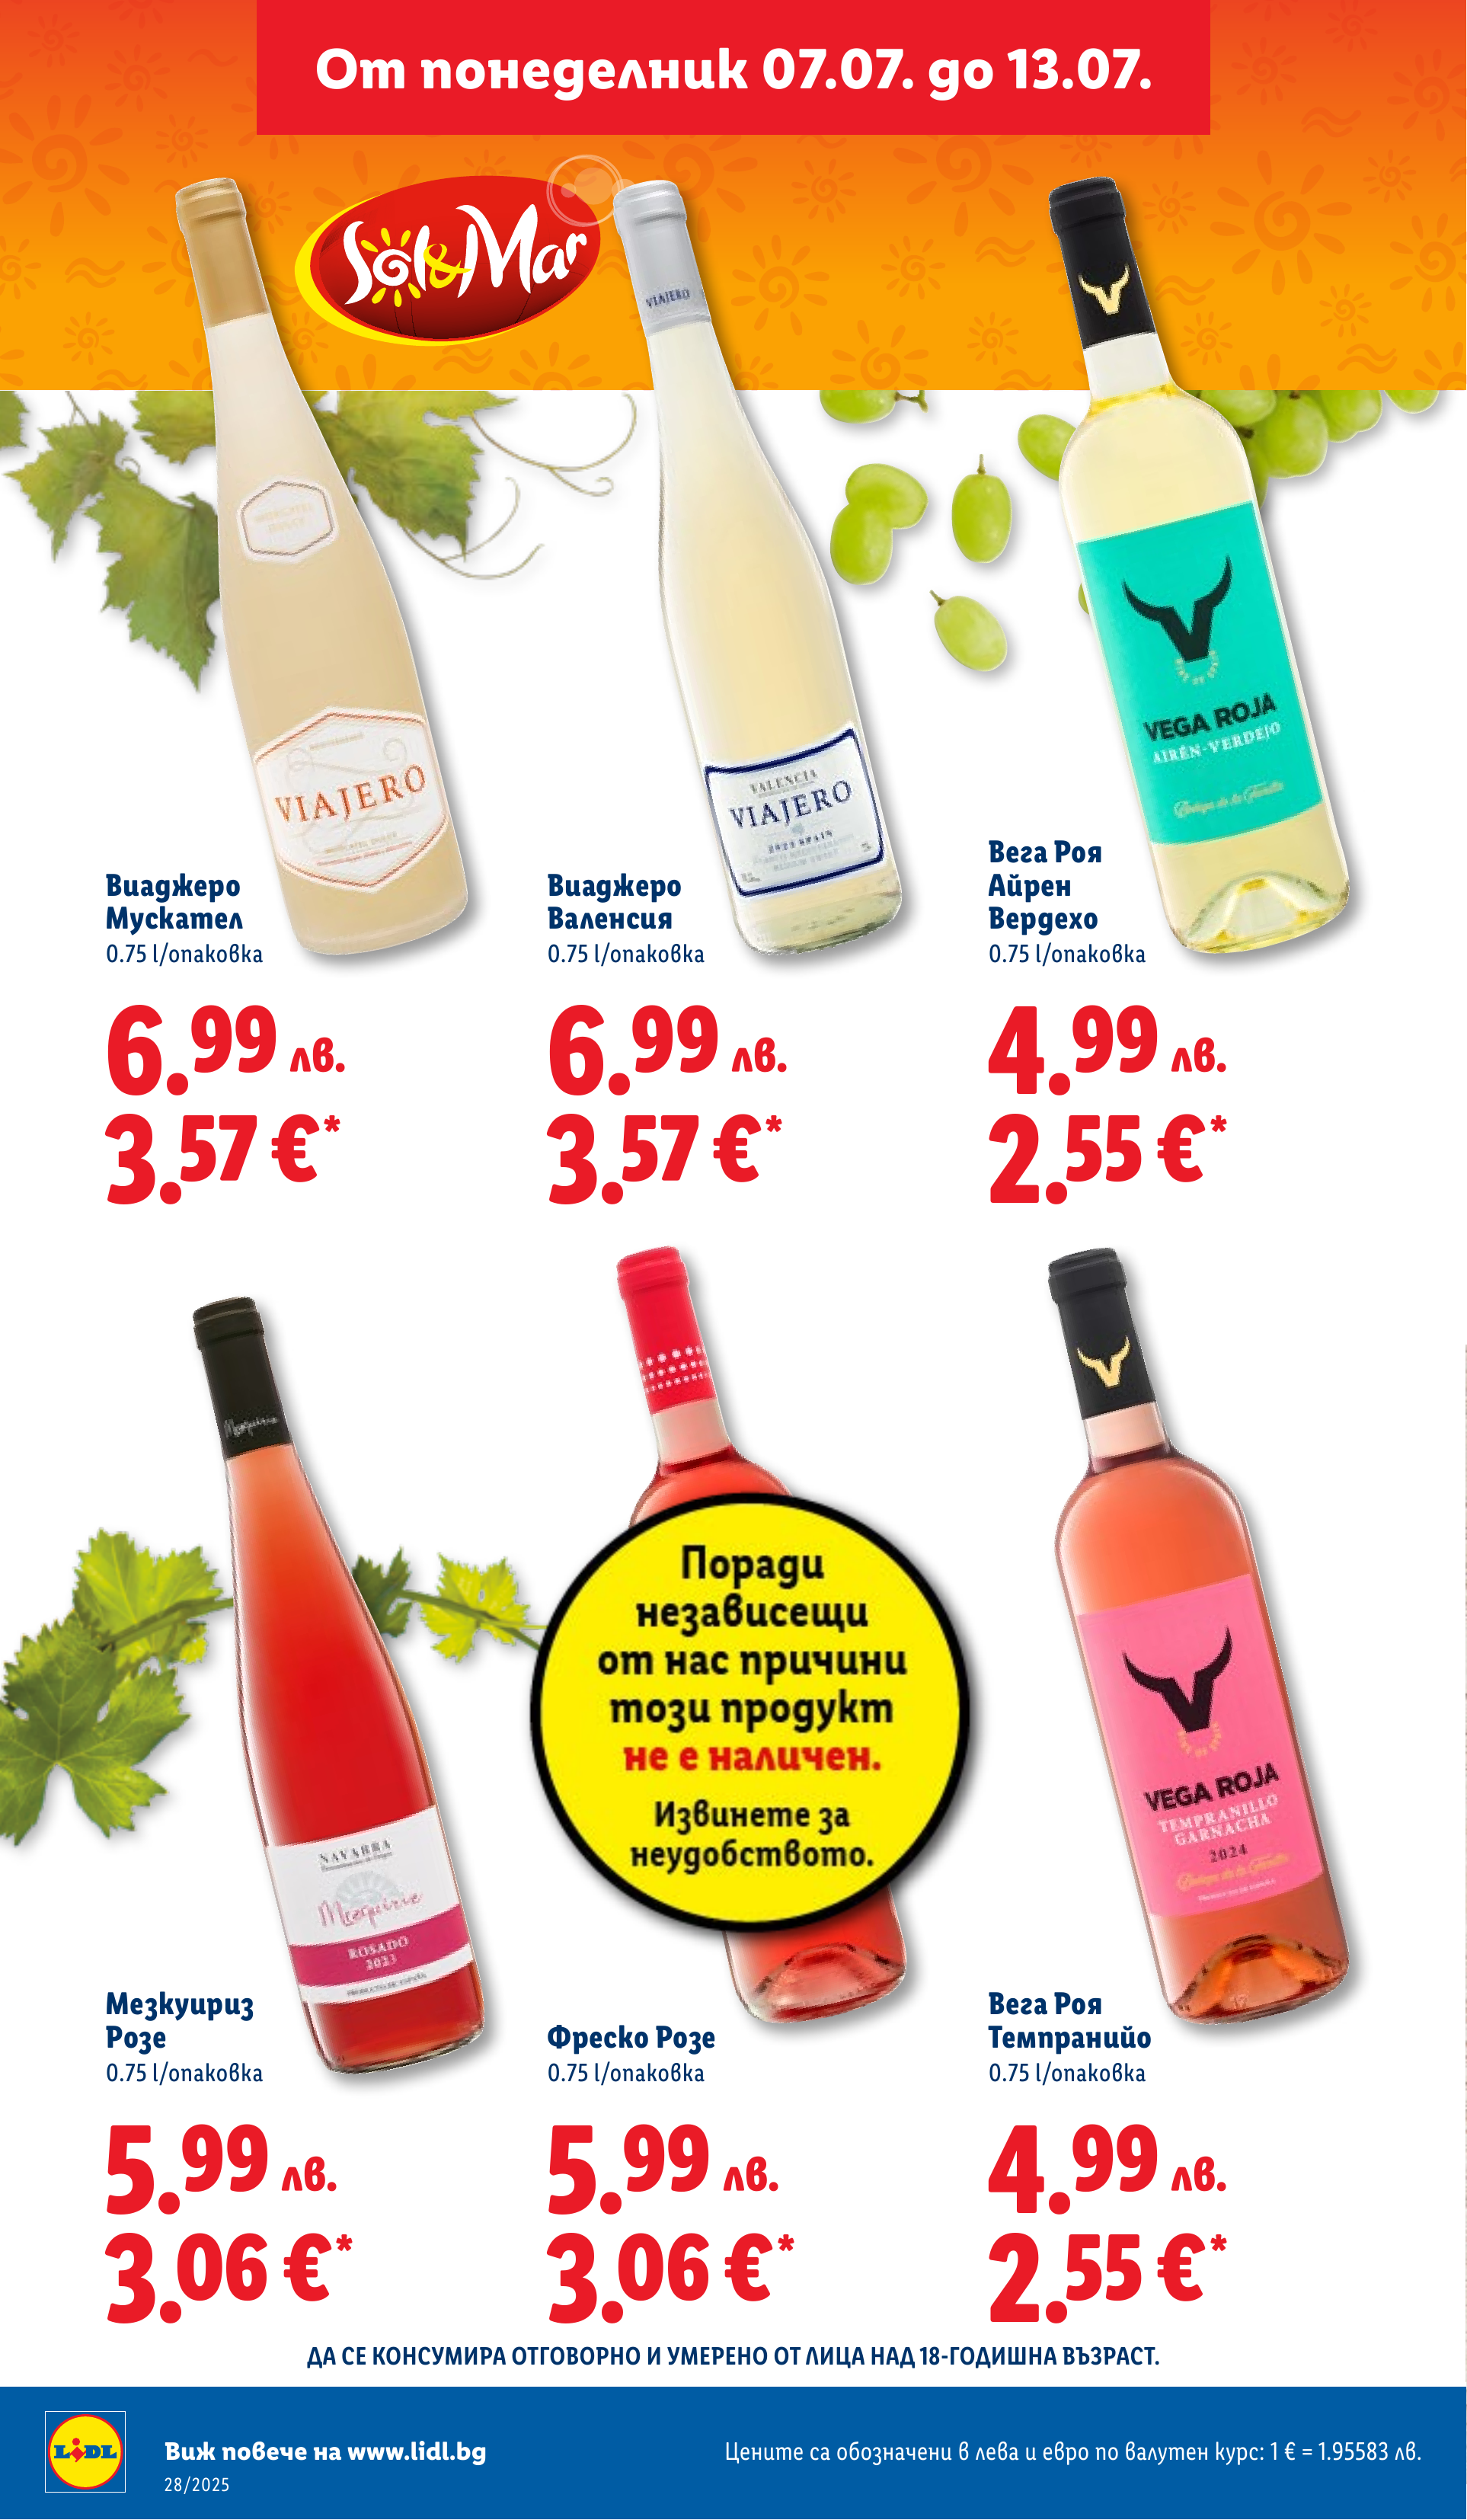 От понеделник 07.07. до 13.07.
Sol&Mar
VIAJERO
MOSCATEL
DULCE
VIAJERO
VALENCIA
VIAJERO
VEGA ROJA
AIRÉN-VERDEJO
Виаджеро
Мускател
0.75 l/опаковка
6.99 лв.
3.57 €*
Виаджеро
Валенсия
0.75 l/опаковка
6.99 лв.
3.57 €*
Вега Роя
Айрен
Вердехо
0.75 l/опаковка
4.99 лв.
2.55 €*
NAVARRA
ROSADO
2023
Поради
независещи
от нас причини
този продукт
не е наличен.
Извинете за
неудобството.
VEGA ROJA
TEMPRANILLO
GARNACHA
2024
Мезкуириз
Розе
0.75 l/опаковка
5.99 лв.
3.06 €*
Фреско Розе
0.75 l/опаковка
5.99 лв.
3.06 €*
Вега Роя
Темпранийо
0.75 l/опаковка
4.99 лв.
2.55 €*
ДА СЕ КОНСУМИРА ОТГОВОРНО И УМЕРЕНО ОТ ЛИЦА НАД 18-ГОДИШНА ВЪЗРАСТ.
LIDL
Виж повече на www.lidl.bg
28/2025
Цените са обозначени в лева и евро по валутен курс: 1 € = 1.95583 лв.